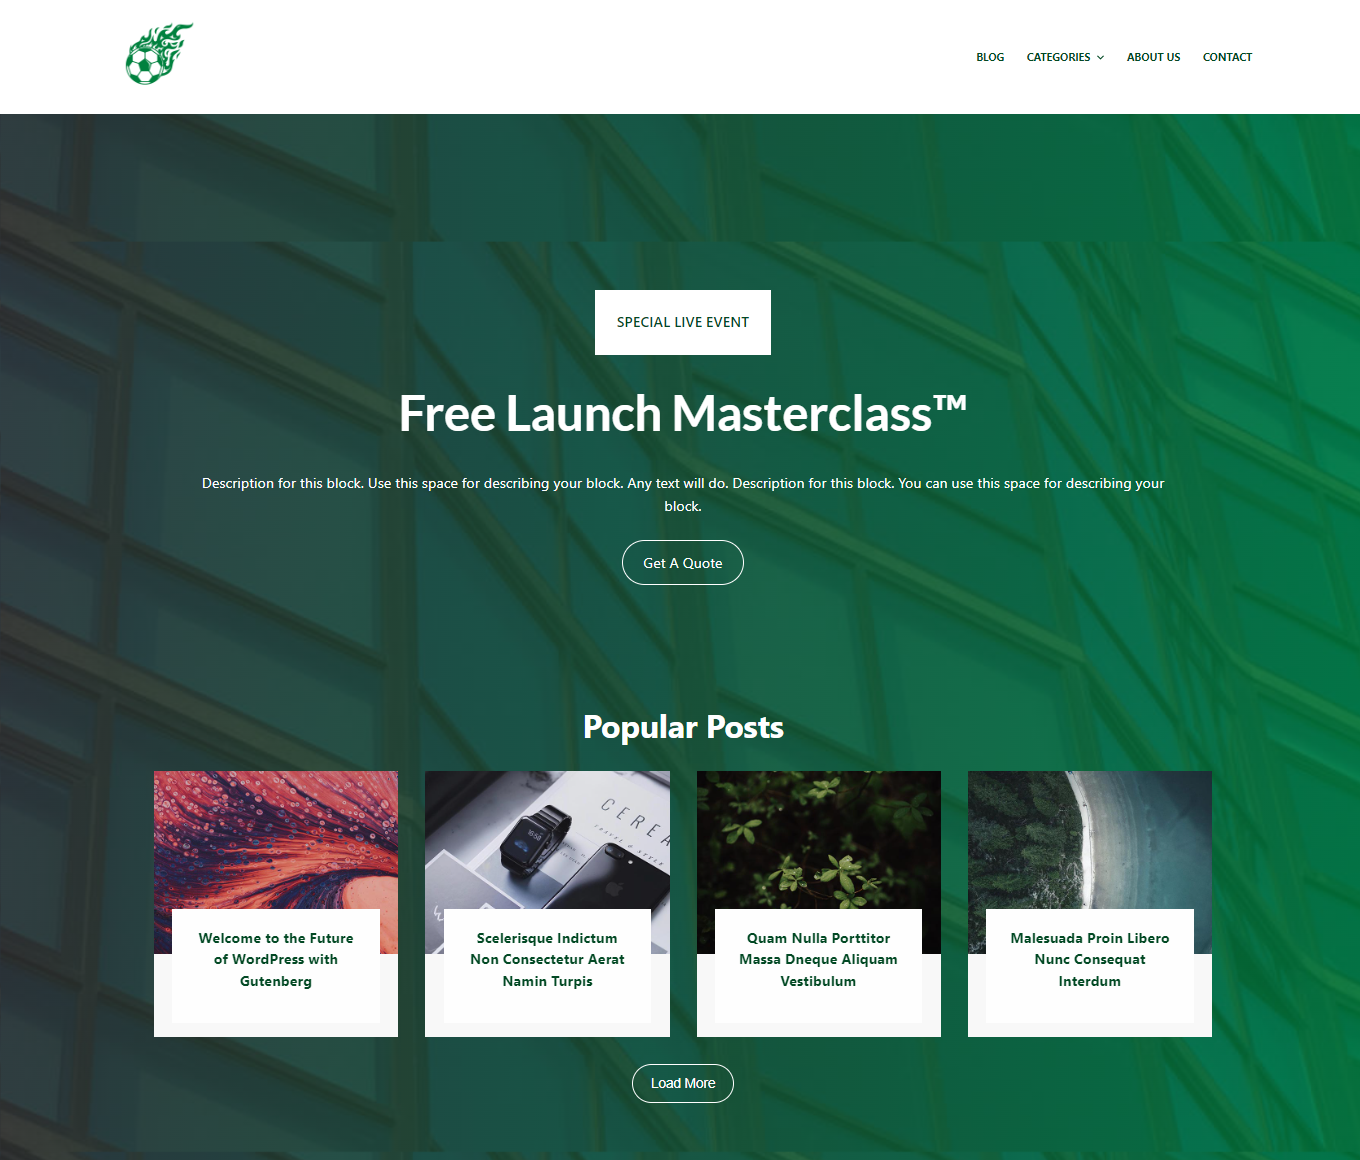 BLOG
CATEGORIES
ABOUT US
CONTACT
SPECIAL LIVE EVENT
Free Launch Masterclass™
Description for this block. Use this space for describing your block. Any text will do. Description for this block. You can use this space for describing your
block.
Get A Quote
Popular Posts
CEREA
16:58
Welcome to the Future
of WordPress with
Gutenberg
Scelerisque Indictum
Non Consectetur Aerat
Namin Turpis
Quam Nulla Porttitor
Massa Dneque Aliquam
Vestibulum
Malesuada Proin Libero
Nunc Consequat
Interdum
Load More